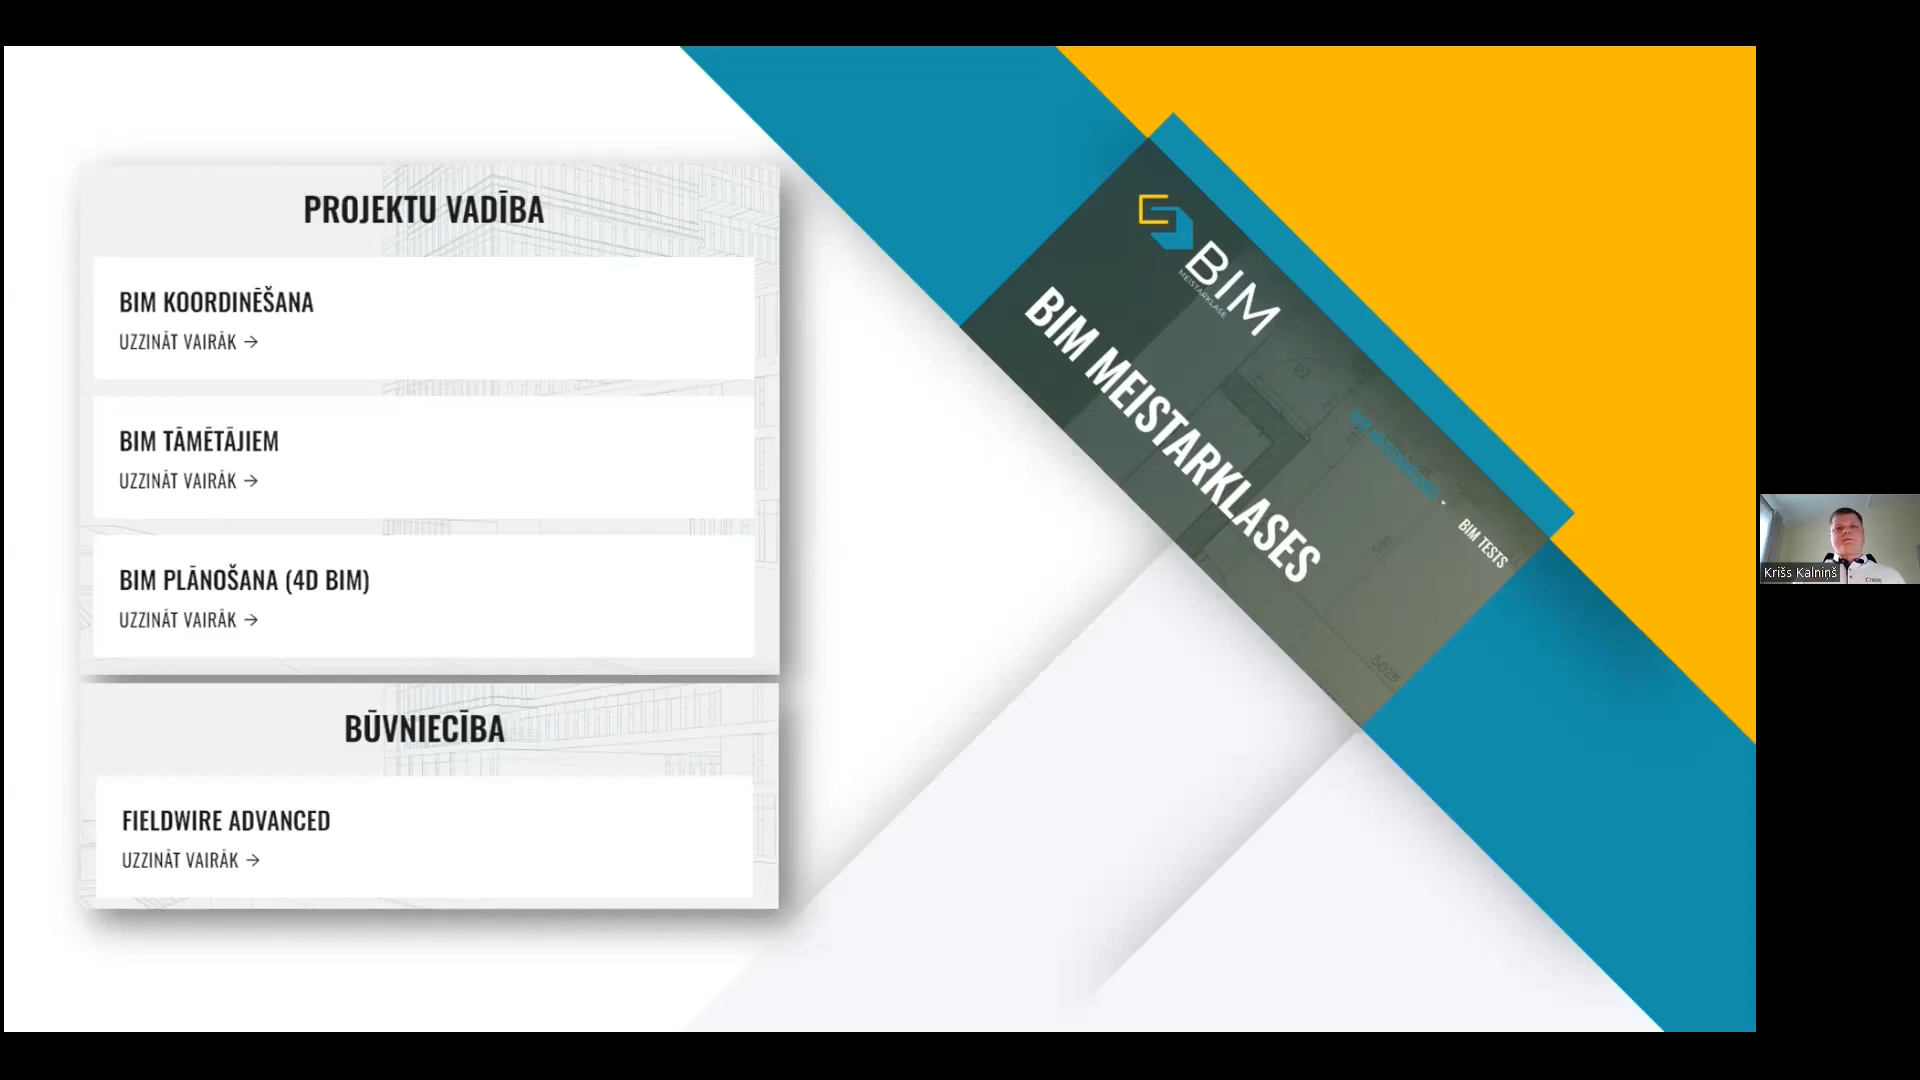 PROJEKTU VADĪBA
BIM KOORDINĒŠANA
UZZINĀT VAIRĀK →
BIM TĀMĒTĀJIEM
UZZINĀT VAIRĀK →
BIM PLĀNOŠANA (4D BIM)
UZZINĀT VAIRĀK →
BŪVNIECĪBA
FIELDWIRE ADVANCED
UZZINĀT VAIRĀK →
BIM
MEISTARKLASE
BIM MEISTARKLASES
BIM TESTS
5025
Krišs Kalniņš